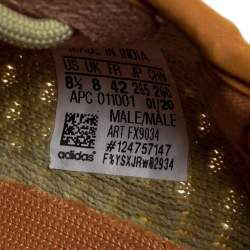 MADE IN INDIA
US UK FR JP CHN
8½ 8 42 265 260
APC 011001 01/20
MALE/MALE
ART FX9034
#124757147
adidas F%YSXJRw82934